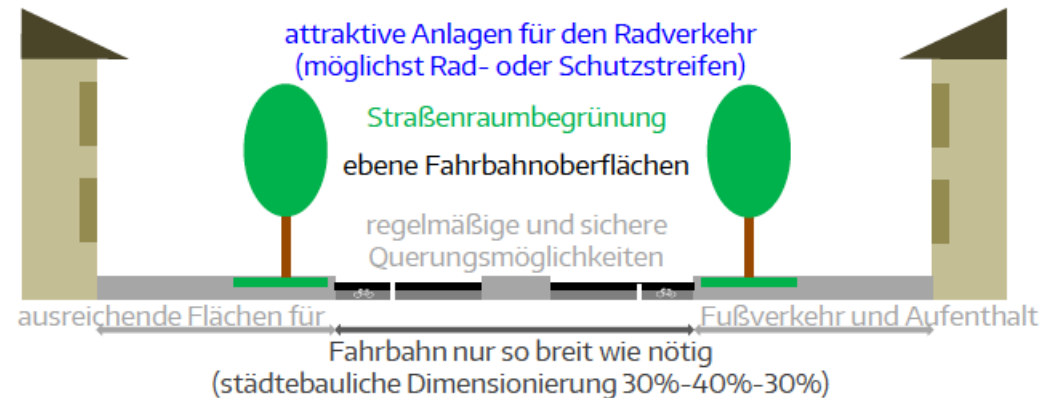 attraktive Anlagen für den Radverkehr
(möglichst Rad- oder Schutzstreifen)
Straßenraumbegrünung
ebene Fahrbahnoberflächen
regelmäßige und sichere
Querungsmöglichkeiten
ausreichende Flächen für Fußverkehr und Aufenthalt
Fahrbahn nur so breit wie nötig
(städtebauliche Dimensionierung 30%-40%-30%)